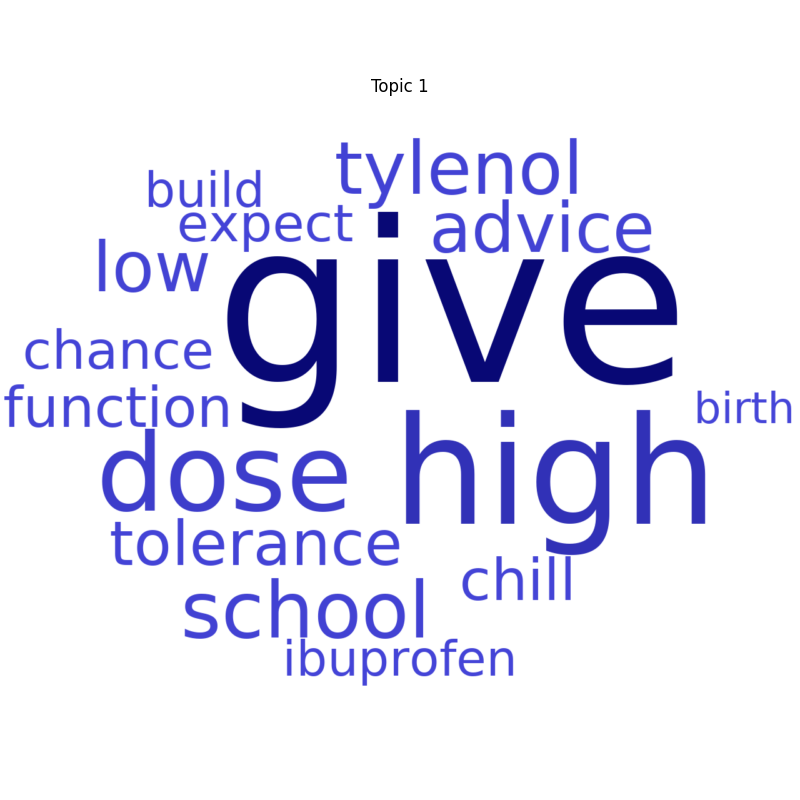 Topic 1
tylenol
build
expect
advice
low
give
chance
function
birth
dose
high
tolerance
chill
school
ibuprofen